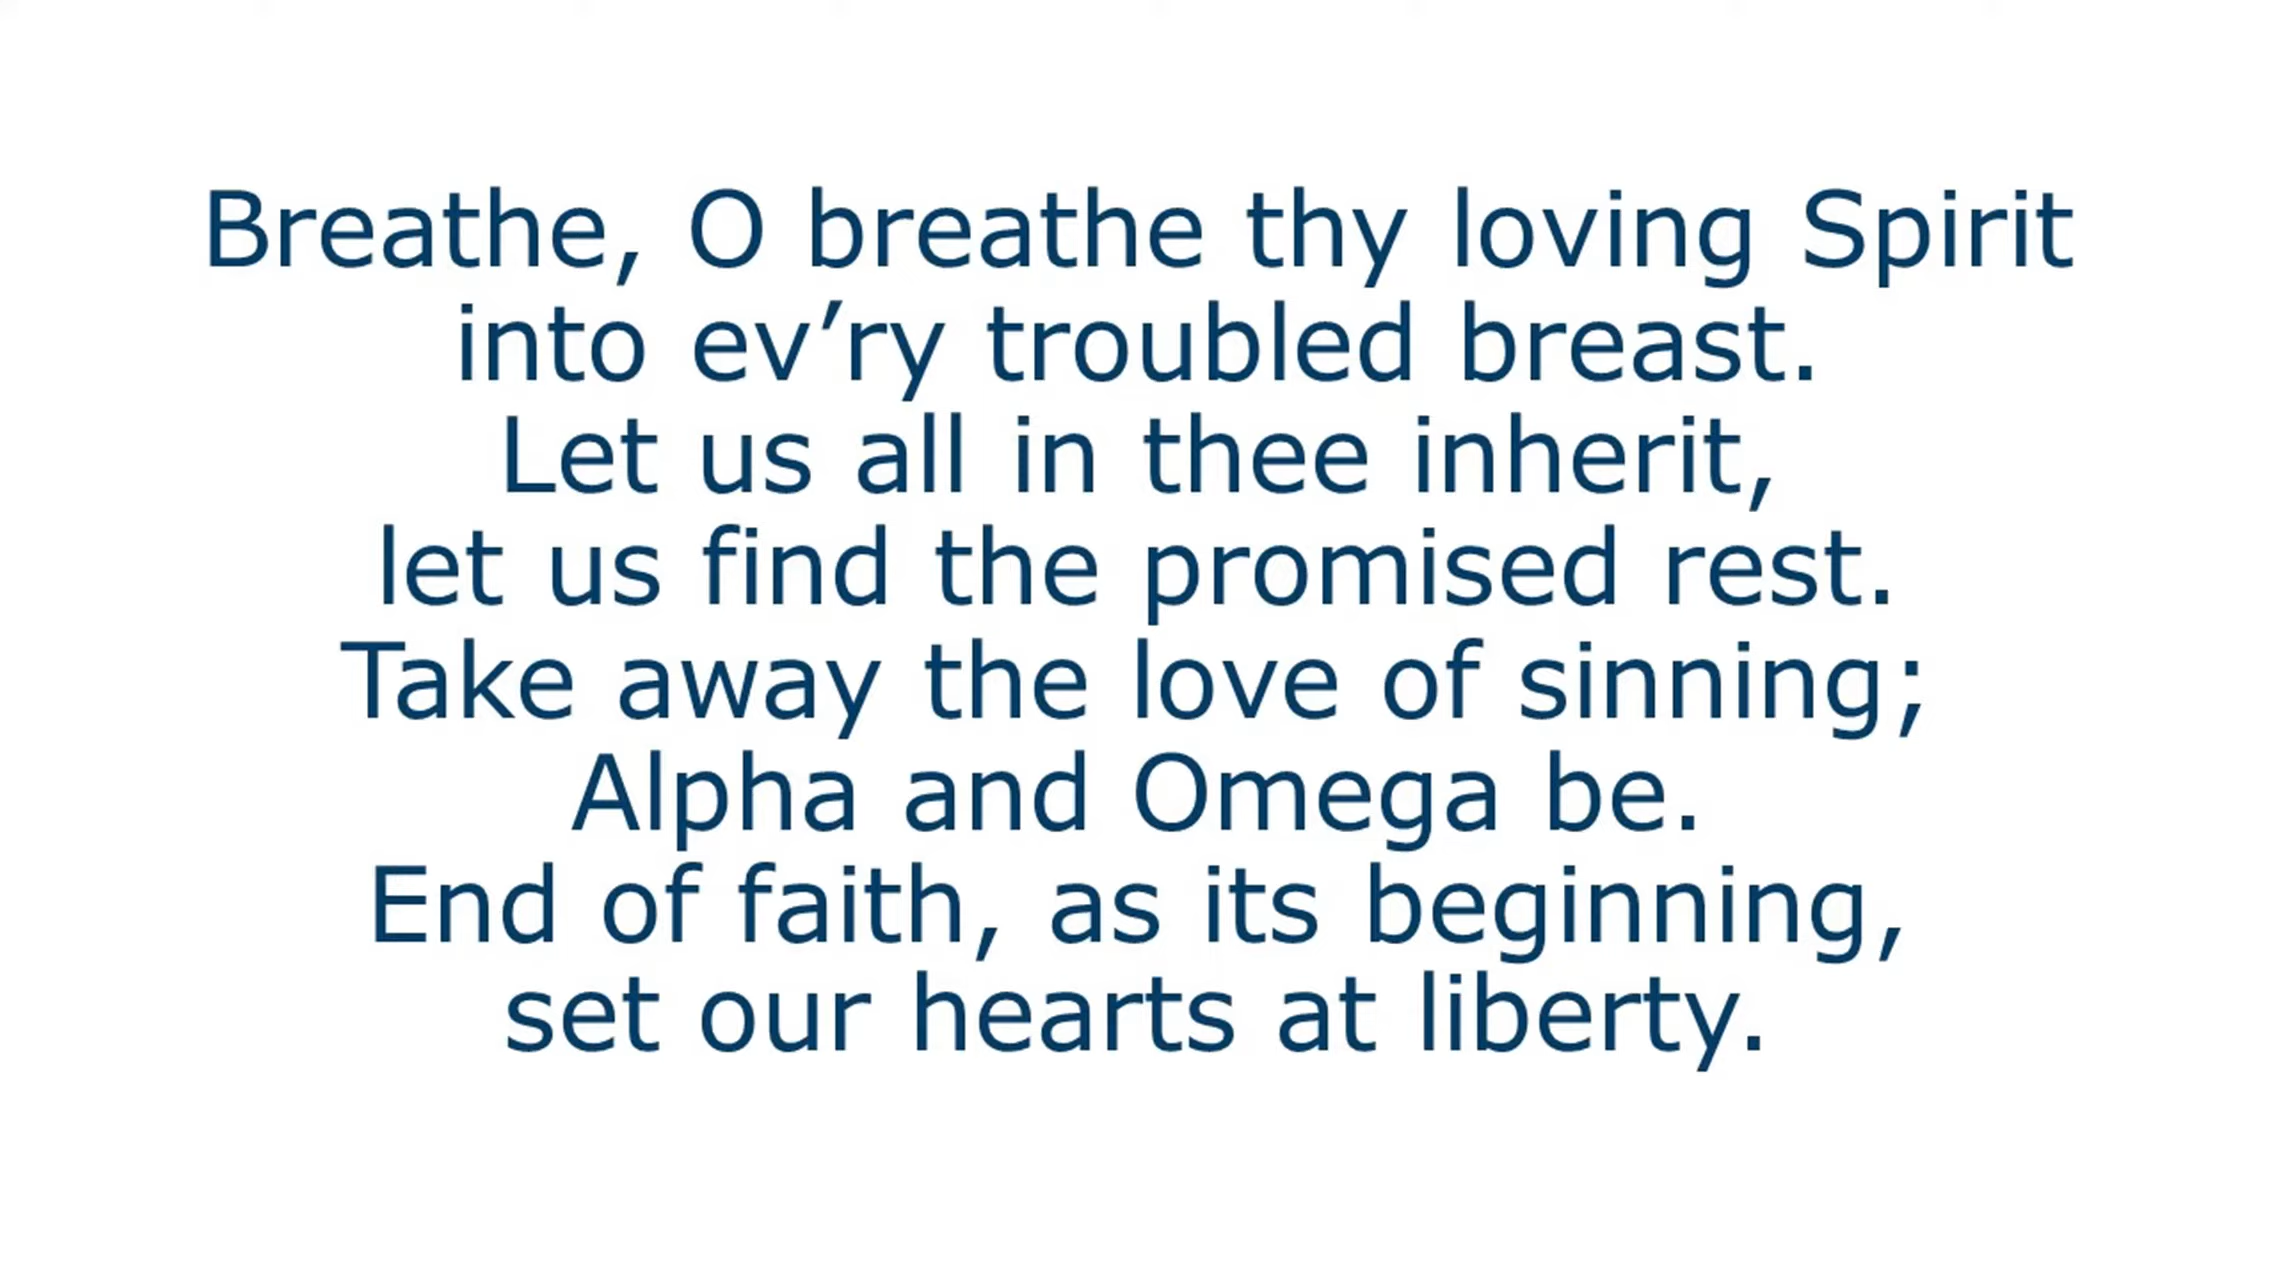 Breathe, O breathe thy loving Spirit
into ev’ry troubled breast.
Let us all in thee inherit,
let us find the promised rest.
Take away the love of sinning;
Alpha and Omega be.
End of faith, as its beginning,
set our hearts at liberty.